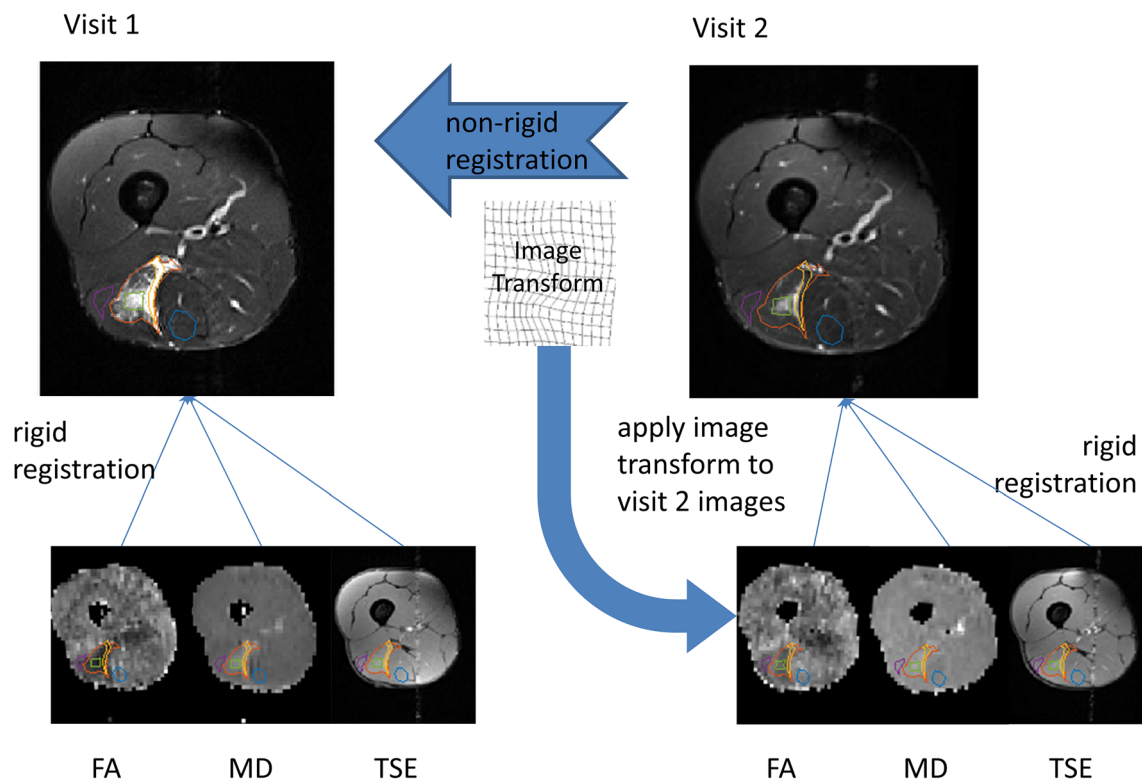 Visit 1
Visit 2
non-rigid
registration
Image
Transform
rigid
registration
apply image
transform to
visit 2 images
rigid
registration
FA
MD
TSE
FA
MD
TSE